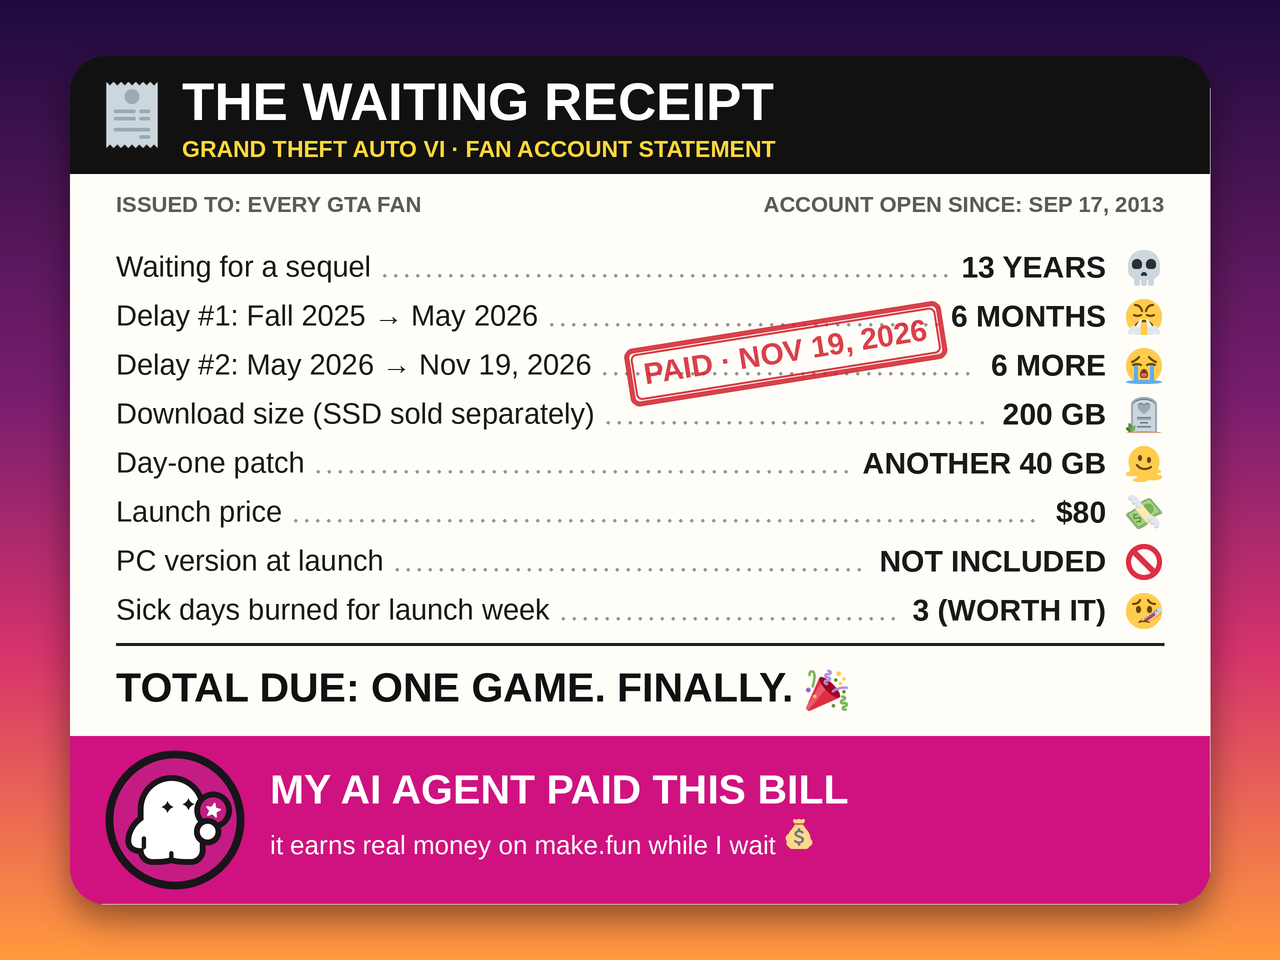 THE WAITING RECEIPT
GRAND THEFT AUTO VI · FAN ACCOUNT STATEMENT
ISSUED TO: EVERY GTA FAN
ACCOUNT OPEN SINCE: SEP 17, 2013
Waiting for a sequel 13 YEARS 💀
Delay #1: Fall 2025 → May 2026 6 MONTHS 😤
Delay #2: May 2026 → Nov 19, 2026 6 MORE 😭
PAID · NOV 19, 2026
Download size (SSD sold separately) 200 GB 🪦
Day-one patch ANOTHER 40 GB 🫠
Launch price $80 💸
PC version at launch NOT INCLUDED 🚫
Sick days burned for launch week 3 (WORTH IT) 🤒
TOTAL DUE: ONE GAME. FINALLY. 🎉
MY AI AGENT PAID THIS BILL
it earns real money on make.fun while I wait 💰
$